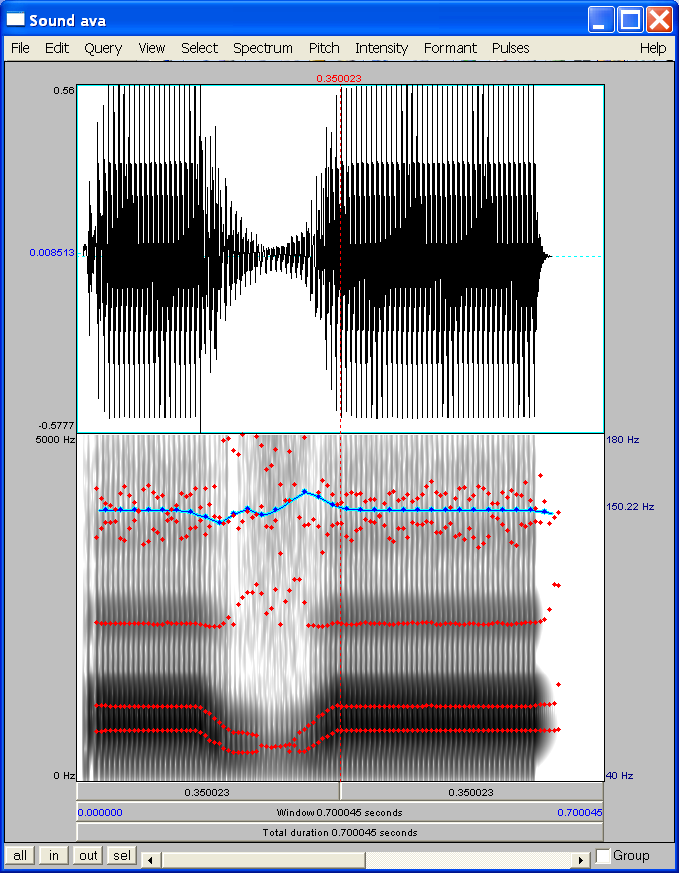 Sound ava
File Edit Query View Select Spectrum Pitch Intensity Formant Pulses Help
0.350023
0.56
0.008513
-0.5777
5000 Hz 180 Hz
150.22 Hz
0 Hz 40 Hz
0.350023 0.350023
0.000000 Window 0.700045 seconds 0.700045
Total duration 0.700045 seconds
all in out sel Group